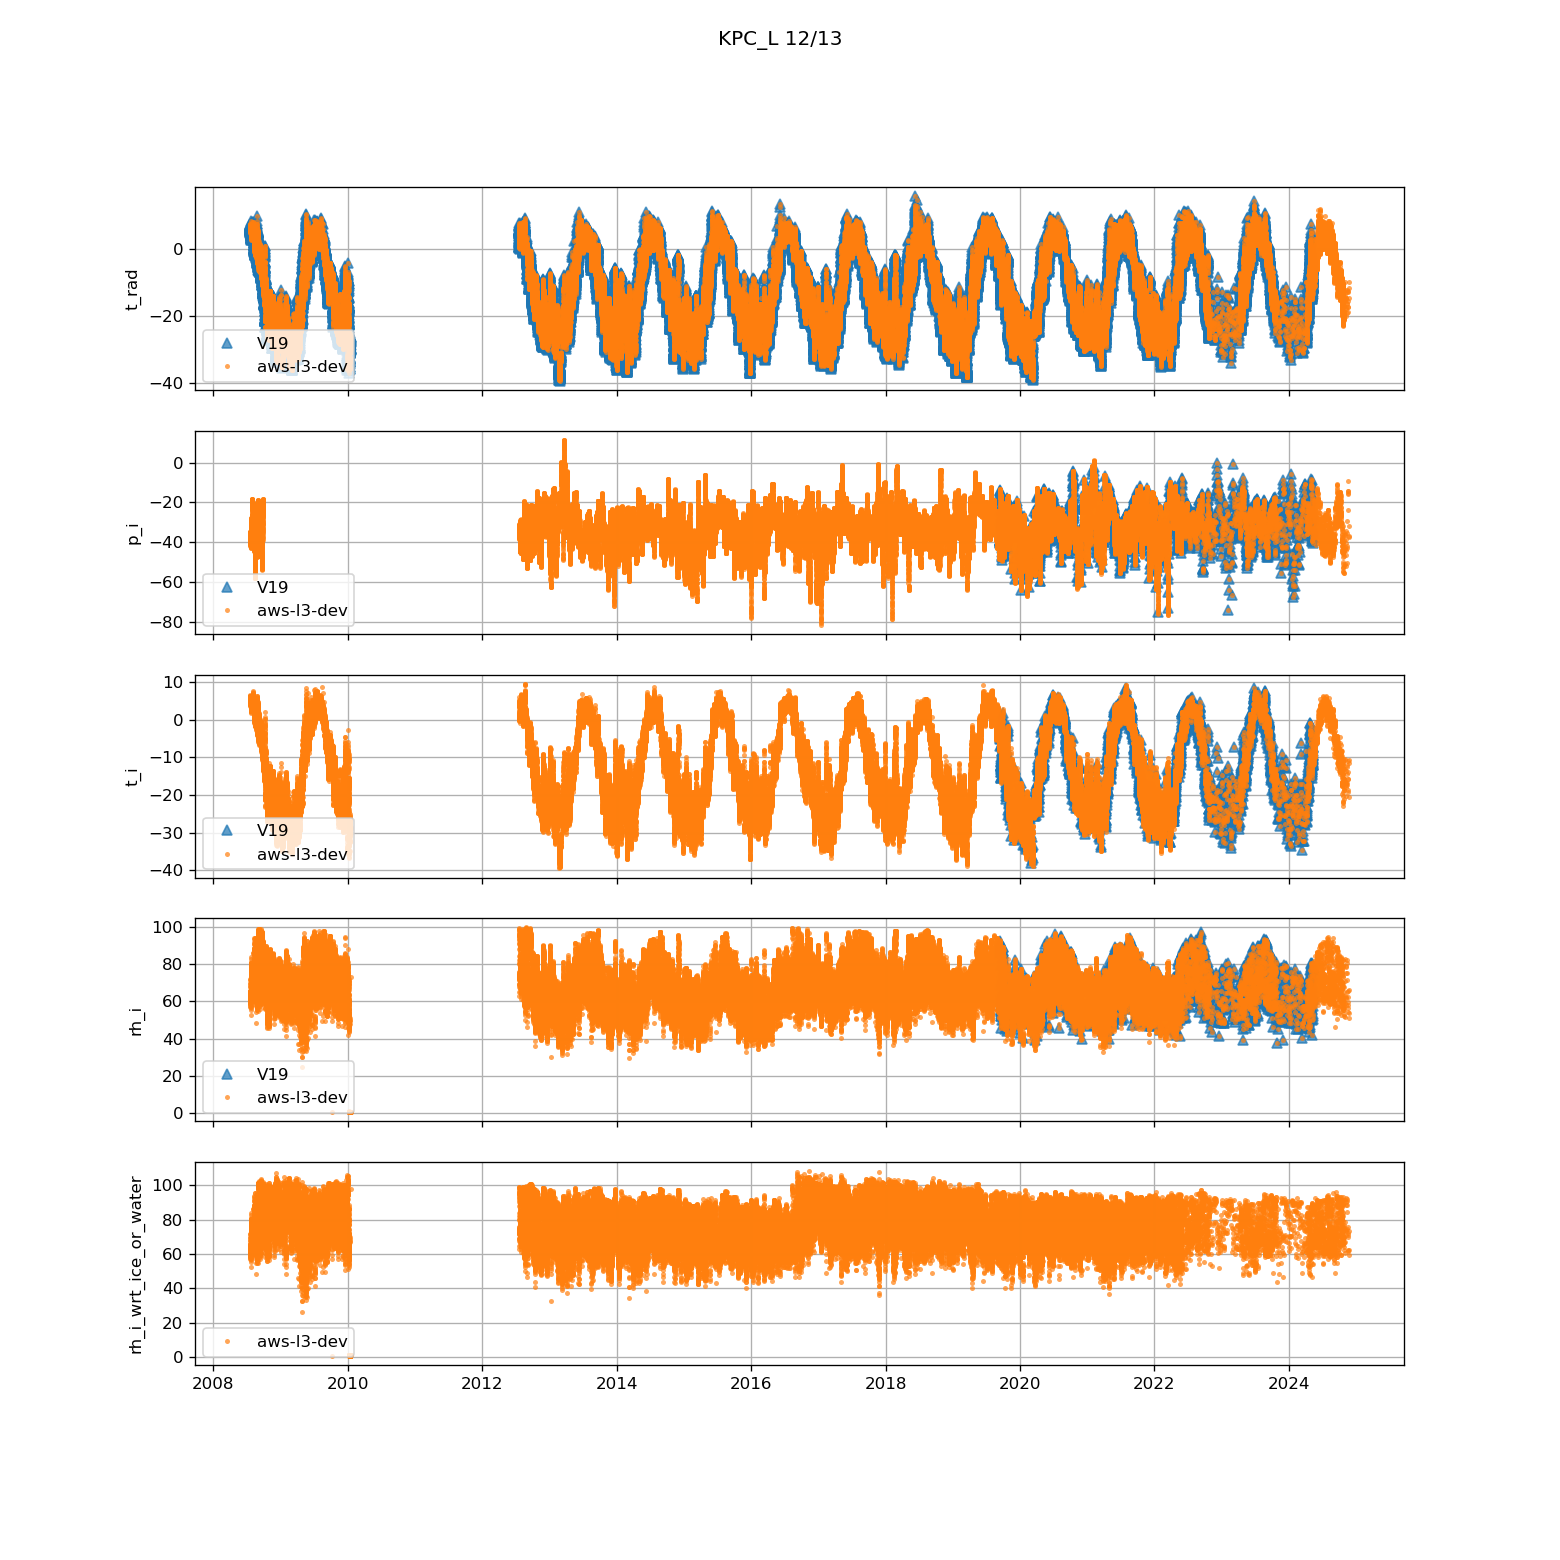 KPC_L 12/13
0
−20
−40
t_rad
V19
aws-l3-dev
0
−20
−40
−60
−80
p_i
V19
aws-l3-dev
10
0
−10
−20
−30
−40
t_i
V19
aws-l3-dev
100
80
60
40
20
0
rh_i
V19
aws-l3-dev
100
80
60
40
20
0
rh_i_wrt_ice_or_water
aws-l3-dev
2008 2010 2012 2014 2016 2018 2020 2022 2024